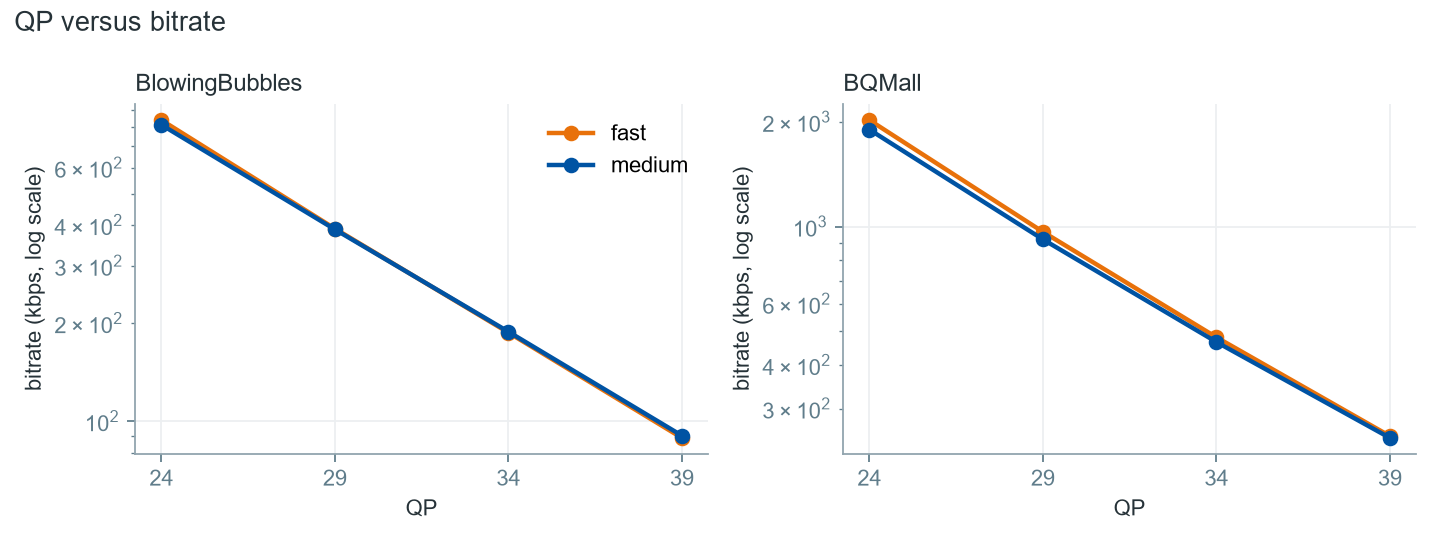 QP versus bitrate
BlowingBubbles
bitrate (kbps, log scale)
6 × 10²
4 × 10²
3 × 10²
2 × 10²
10²
24 29 34 39
QP
fast
medium
BQMall
bitrate (kbps, log scale)
2 × 10³
10³
6 × 10²
4 × 10²
3 × 10²
24 29 34 39
QP